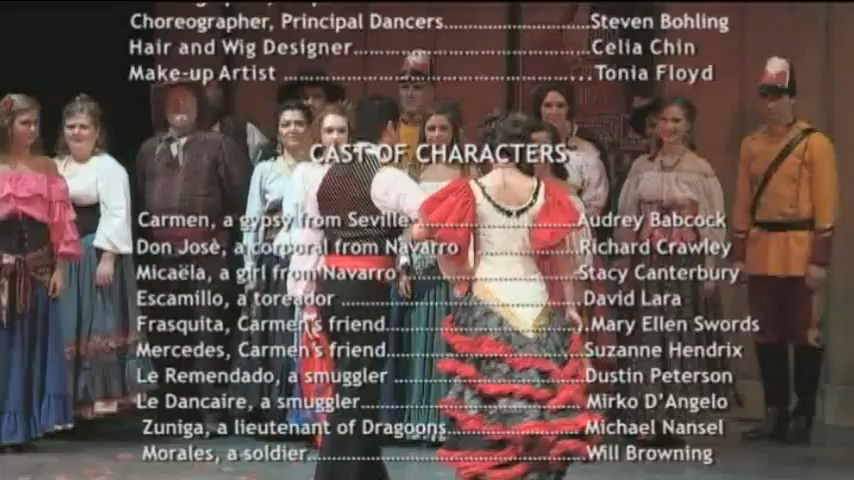 Choreographer, Principal Dancers......................Steven Bohling
Hair and Wig Designer....................................Celia Chin
Make-up Artist .............................................Tonia Floyd
CAST OF CHARACTERS
Carmen, a gypsy from Seville..........................Audrey Babcock
Don José, a corporal from Navarro ..................Richard Crawley
Micaëla, a girl from Navarro ...........................Stacy Canterbury
Escamillo, a toreador ....................................David Lara
Frasquita, Carmen's friend..............................Mary Ellen Swords
Mercedes, Carmen's friend..............................Suzanne Hendrix
Le Remendado, a smuggler .............................Dustin Peterson
Le Dancaire, a smuggler..................................Mirko D'Angelo
Zuniga, a lieutenant of Dragoons.....................Michael Nansel
Morales, a soldier..........................................Will Browning